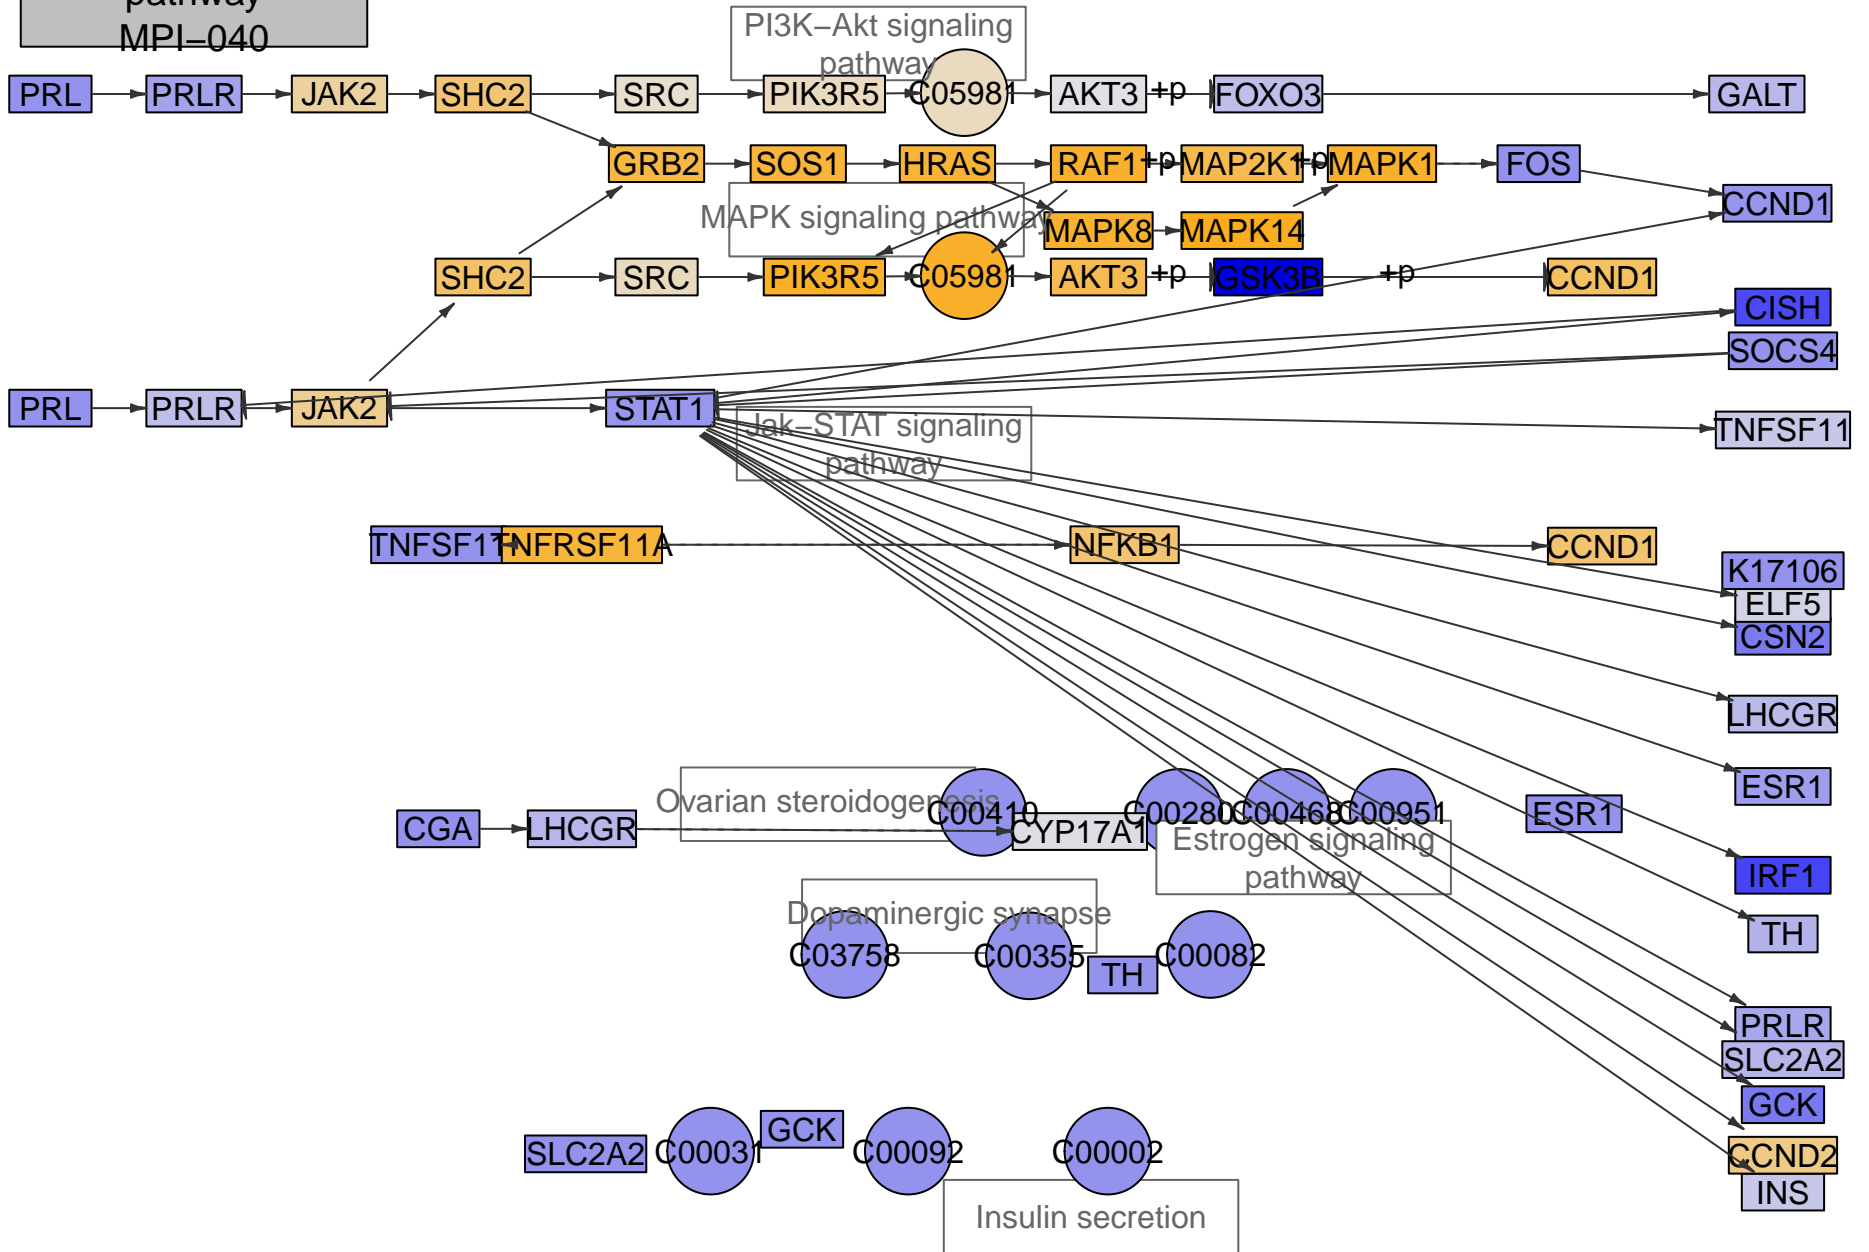 pathway
MPI−040
PI3K−Akt signaling
pathway
PRL
PRLR
JAK2
SHC2
SRC
PIK3R5
C05981
AKT3
+p
FOXO3
GALT
GRB2
SOS1
HRAS
RAF1
+p
MAP2K1
+p
MAPK1
FOS
CCND1
MAPK signaling pathway
MAPK8
MAPK14
SHC2
SRC
PIK3R5
C05981
AKT3
+p
GSK3B
+p
CCND1
CISH
SOCS4
PRL
PRLR
JAK2
STAT1
Jak−STAT signaling
pathway
TNFSF11
TNFSF11
TNFRSF11A
NFKB1
CCND1
K17106
ELF5
CSN2
LHCGR
ESR1
Ovarian steroidogenesis
C00410
C00280
C00468
C00951
ESR1
CGA
LHCGR
CYP17A1
Estrogen signaling
pathway
IRF1
Dopaminergic synapse
TH
C03758
C00355
TH
C00082
PRLR
SLC2A2
GCK
SLC2A2
C00031
GCK
C00092
C00002
CCND2
INS
Insulin secretion